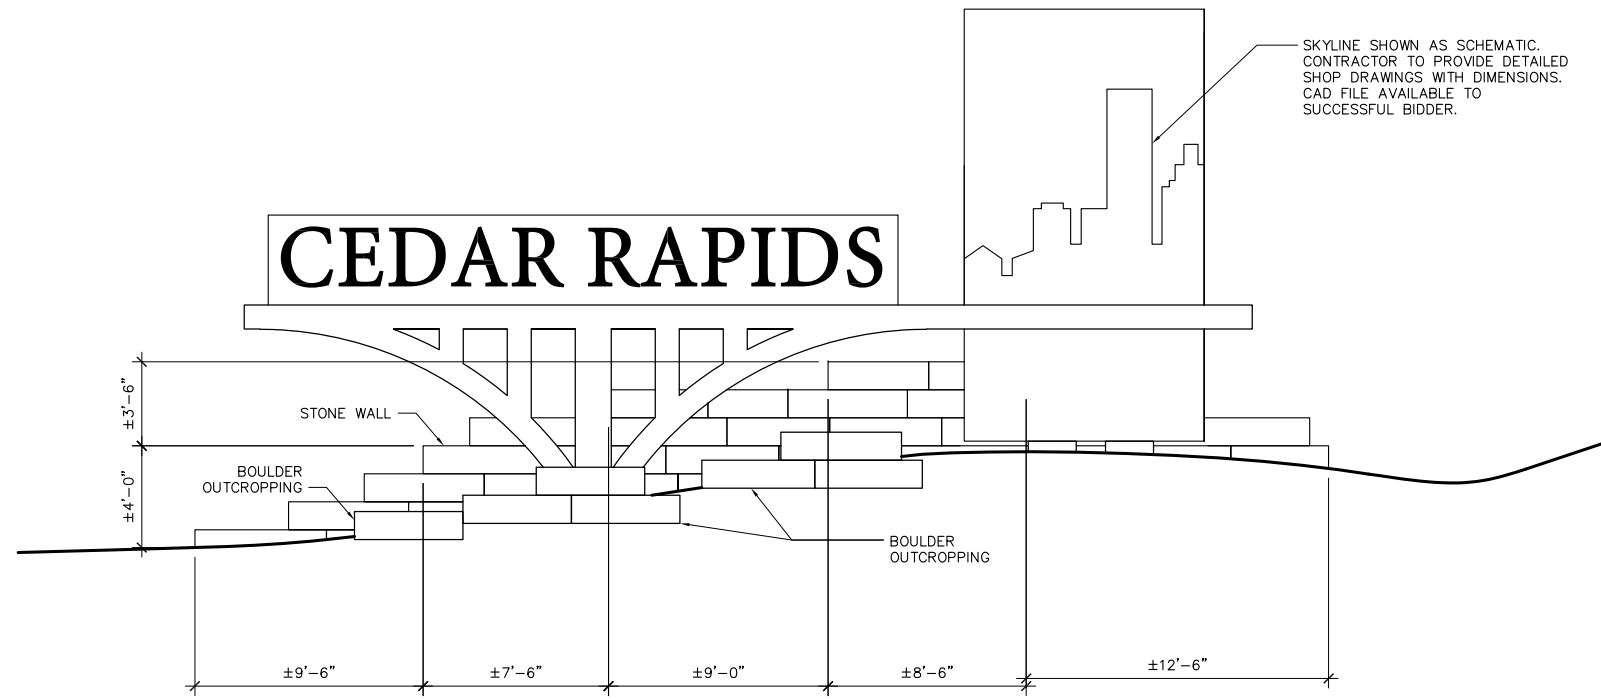 SKYLINE SHOWN AS SCHEMATIC.
CONTRACTOR TO PROVIDE DETAILED
SHOP DRAWINGS WITH DIMENSIONS.
CAD FILE AVAILABLE TO
SUCCESSFUL BIDDER.
CEDAR RAPIDS
±3'-6"
STONE WALL
BOULDER
OUTCROPPING
±4'-0"
BOULDER
OUTCROPPING
±9'-6"
±7'-6"
±9'-0"
±8'-6"
±12'-6"